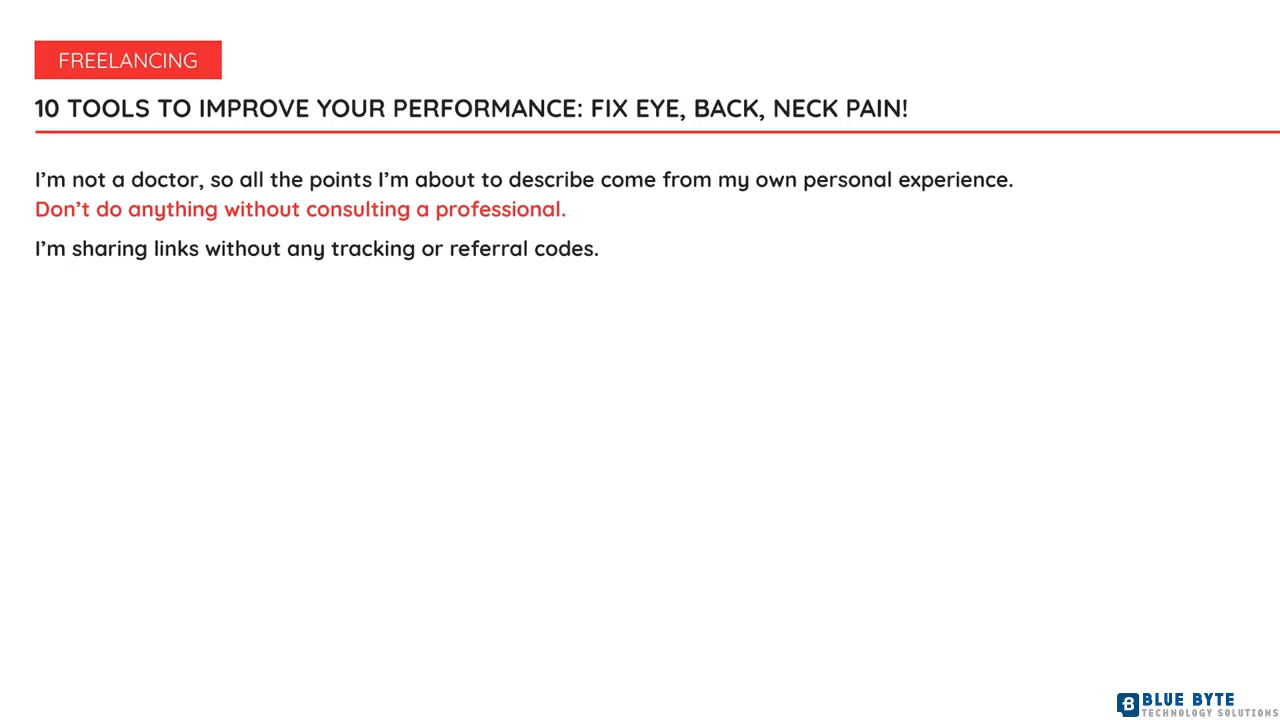 FREELANCING
10 TOOLS TO IMPROVE YOUR PERFORMANCE: FIX EYE, BACK, NECK PAIN!
I'm not a doctor, so all the points I'm about to describe come from my own personal experience.
Don't do anything without consulting a professional.
I'm sharing links without any tracking or referral codes.
BLUE BYTE
TECHNOLOGY SOLUTIONS